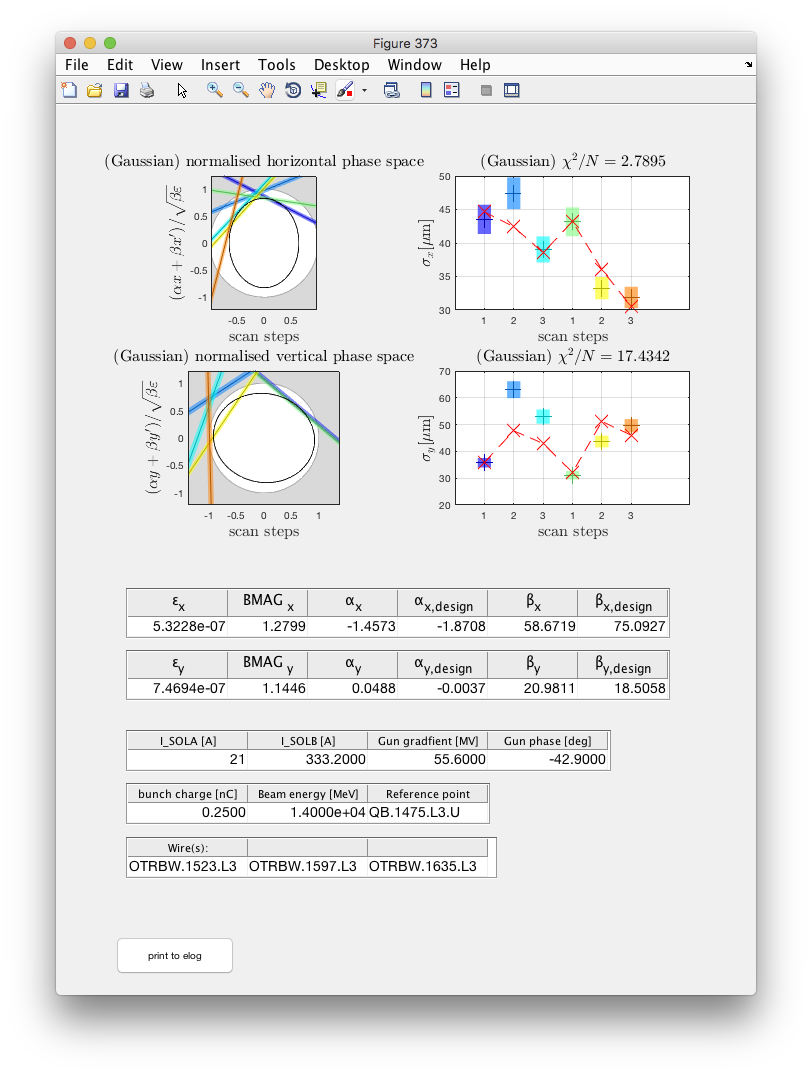 Figure 373
File Edit View Insert Tools Desktop Window Help
(Gaussian) normalised horizontal phase space
(αx + βx′)/√βε
1
0.5
0
-0.5
-1
-0.5 0 0.5
scan steps
(Gaussian) χ²/N = 2.7895
σx[μm]
50
45
40
35
30
1 2 3 1 2 3
scan steps
(Gaussian) normalised vertical phase space
(αy + βy′)/√βε
1
0.5
0
-0.5
-1
-1 -0.5 0 0.5 1
scan steps
(Gaussian) χ²/N = 17.4342
σy[μm]
70
60
50
40
30
20
1 2 3 1 2 3
scan steps
εx BMAG x αx αx,design βx βx,design
5.3228e-07 1.2799 -1.4573 -1.8708 58.6719 75.0927
εy BMAG y αy αy,design βy βy,design
7.4694e-07 1.1446 0.0488 -0.0037 20.9811 18.5058
I_SOLA [A] I_SOLB [A] Gun gradfient [MV] Gun phase [deg]
21 333.2000 55.6000 -42.9000
bunch charge [nC] Beam energy [MeV] Reference point
0.2500 1.4000e+04 QB.1475.L3.U
Wire(s):
OTRBW.1523.L3 OTRBW.1597.L3 OTRBW.1635.L3
print to elog